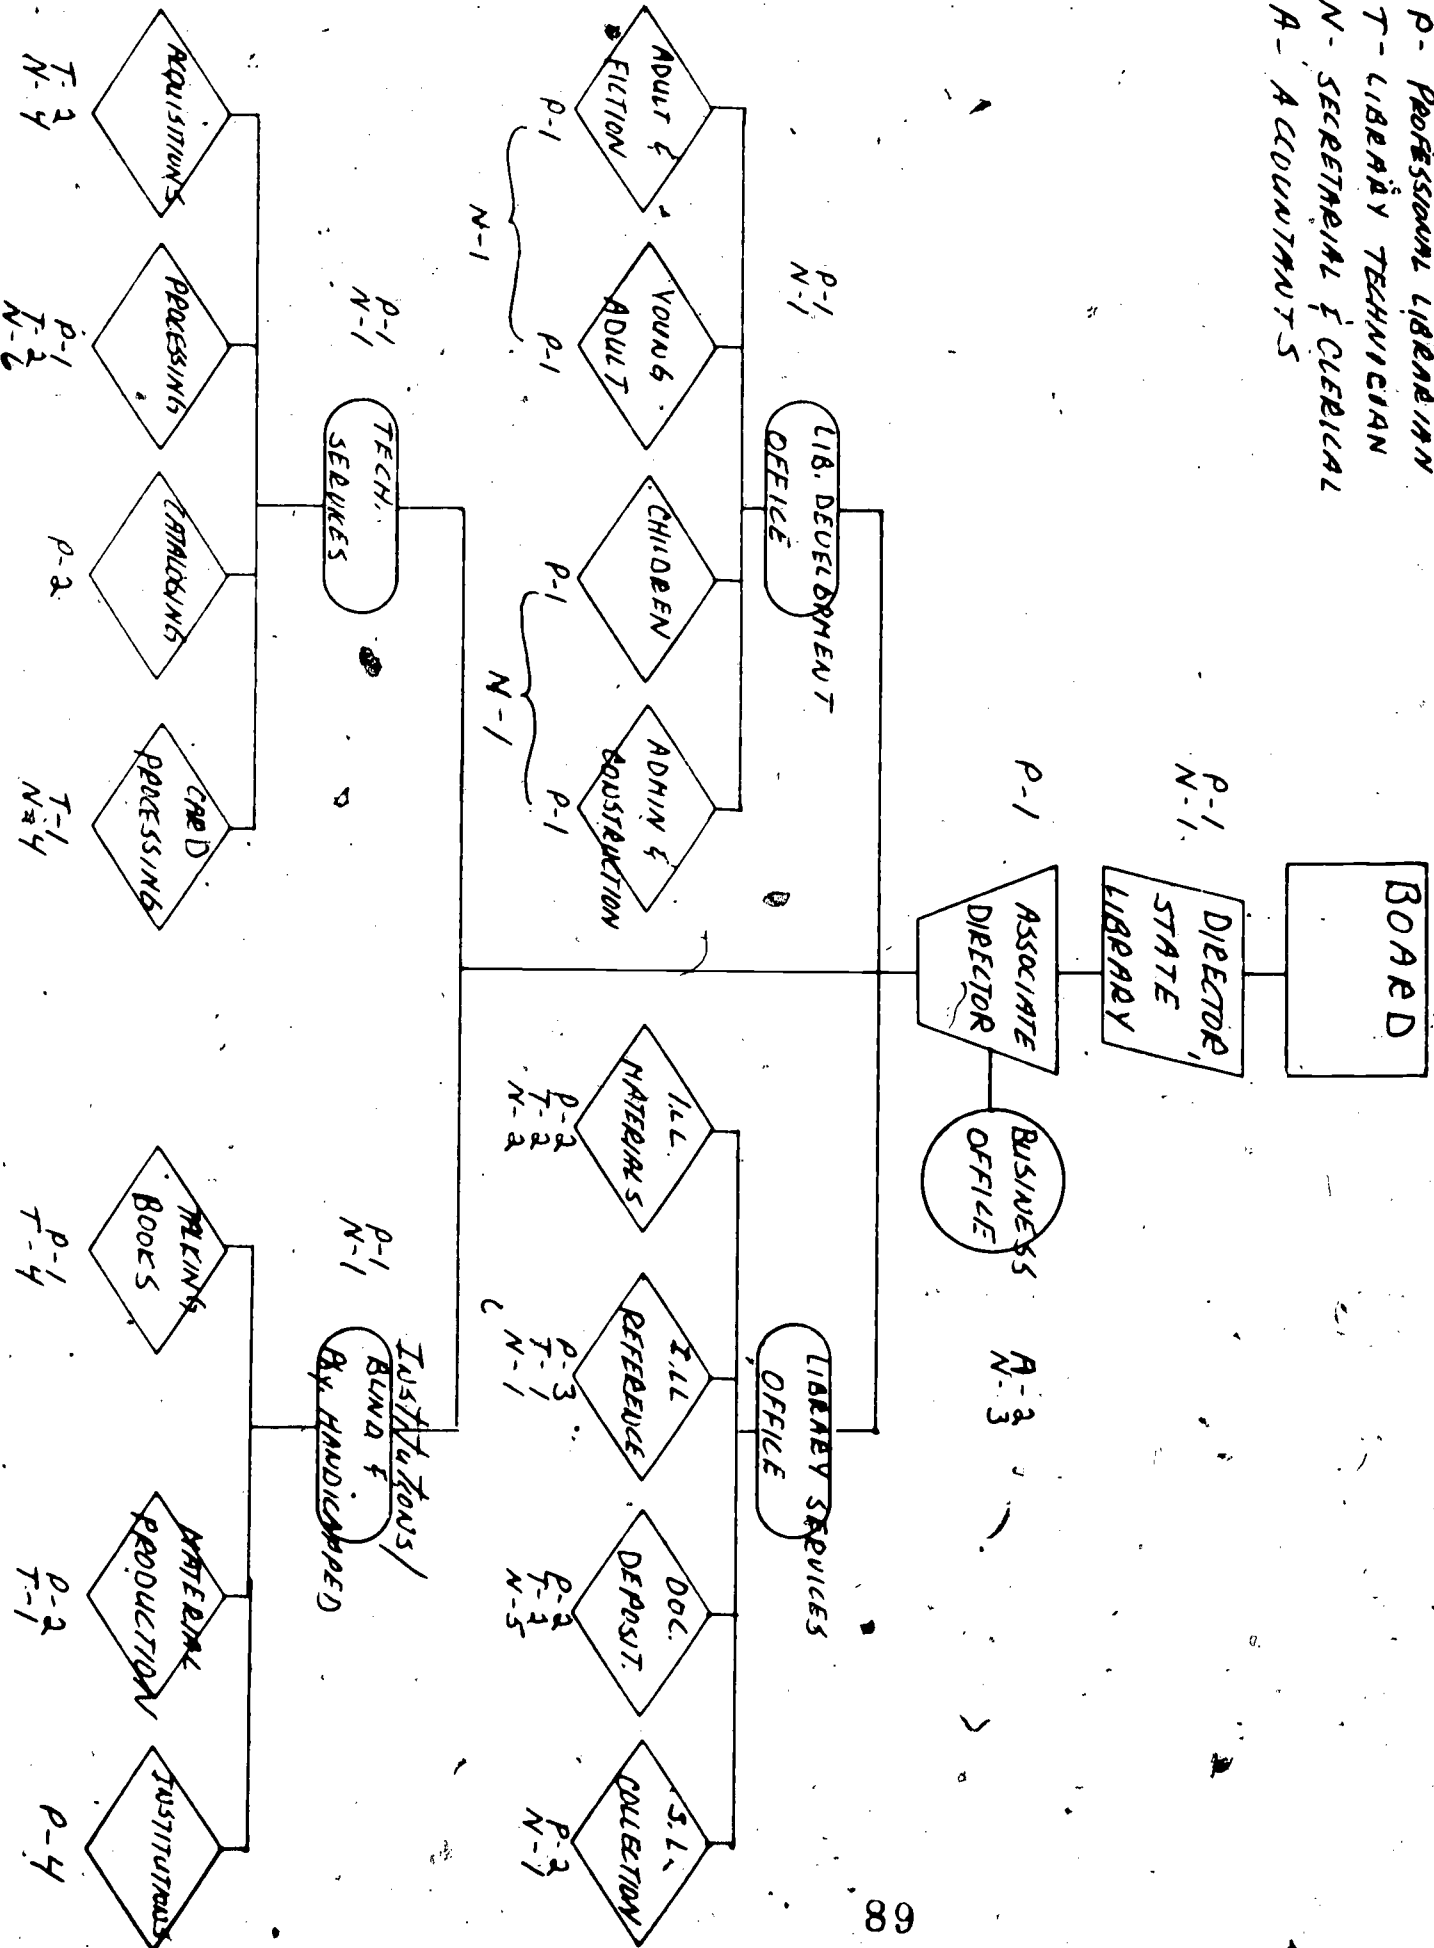 P- PROFESSIONAL LIBRARIAN
T- LIBRARY TECHNICIAN
N- SECRETARIAL & CLERICAL
A- ACCOUNTANTS
BOARD
P-1
N-1
DIRECTOR,
STATE
LIBRARY
P-1
ASSOCIATE
DIRECTOR
BUSINESS
OFFICE
A-2
N-3
P-1
N-1
LIB. DEVELOPMENT
OFFICE
LIBRARY SERVICES
OFFICE
ADULT &
FICTION
P-1
YOUNG
ADULT
P-1
N-1
CHILDREN
P-1
ADMIN &
CONSTRUCTION
P-1
N-1
I.L.L.
MATERIALS
P-2
T-2
N-2
I.LL
REFERENCE
P-3
T-1
N-1
DOC.
DEPOSIT.
P-2
T-2
N-5
S.L.
COLLECTION
P-2
N-1
P-1
N-1
TECH.
SERVICES
P-1
N-1
INSTITUTIONS/
BLIND &
Phy. HANDICAPPED
ACQUISITIONS
T-2
N-4
PROCESSING
P-1
T-2
N-6
CATALOGING
P-2
CARD
PROCESSING
T-1
N-4
TALKING
BOOKS
P-1
T-4
MATERIAL
PRODUCTION
P-2
T-1
INSTITUTIONS
P-4
89